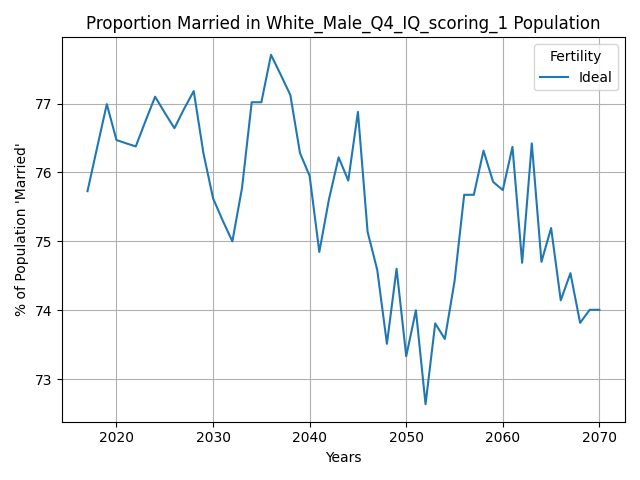 Proportion Married in White_Male_Q4_IQ_scoring_1 Population
Fertility
Ideal
% of Population 'Married'
77
76
75
74
73
2020 2030 2040 2050 2060 2070
Years